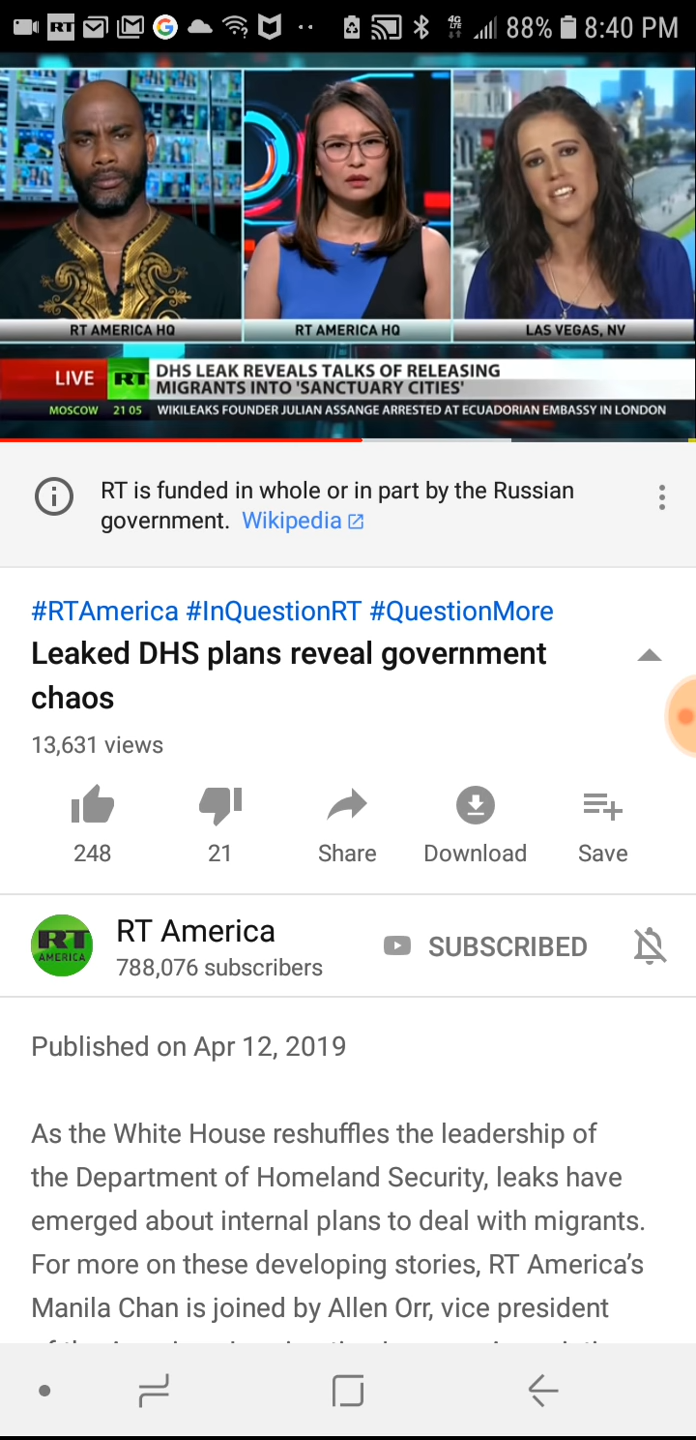 RT 4G LTE 88% 8:40 PM
RT AMERICA HQ
RT AMERICA HQ
LAS VEGAS, NV
LIVE RT DHS LEAK REVEALS TALKS OF RELEASING
MIGRANTS INTO 'SANCTUARY CITIES'
MOSCOW 21 05 WIKILEAKS FOUNDER JULIAN ASSANGE ARRESTED AT ECUADORIAN EMBASSY IN LONDON
RT is funded in whole or in part by the Russian
government. Wikipedia
#RTAmerica #InQuestionRT #QuestionMore
Leaked DHS plans reveal government
chaos
13,631 views
248 21 Share Download Save
RT AMERICA
RT America
SUBSCRIBED
788,076 subscribers
Published on Apr 12, 2019
As the White House reshuffles the leadership of
the Department of Homeland Security, leaks have
emerged about internal plans to deal with migrants.
For more on these developing stories, RT America's
Manila Chan is joined by Allen Orr, vice president